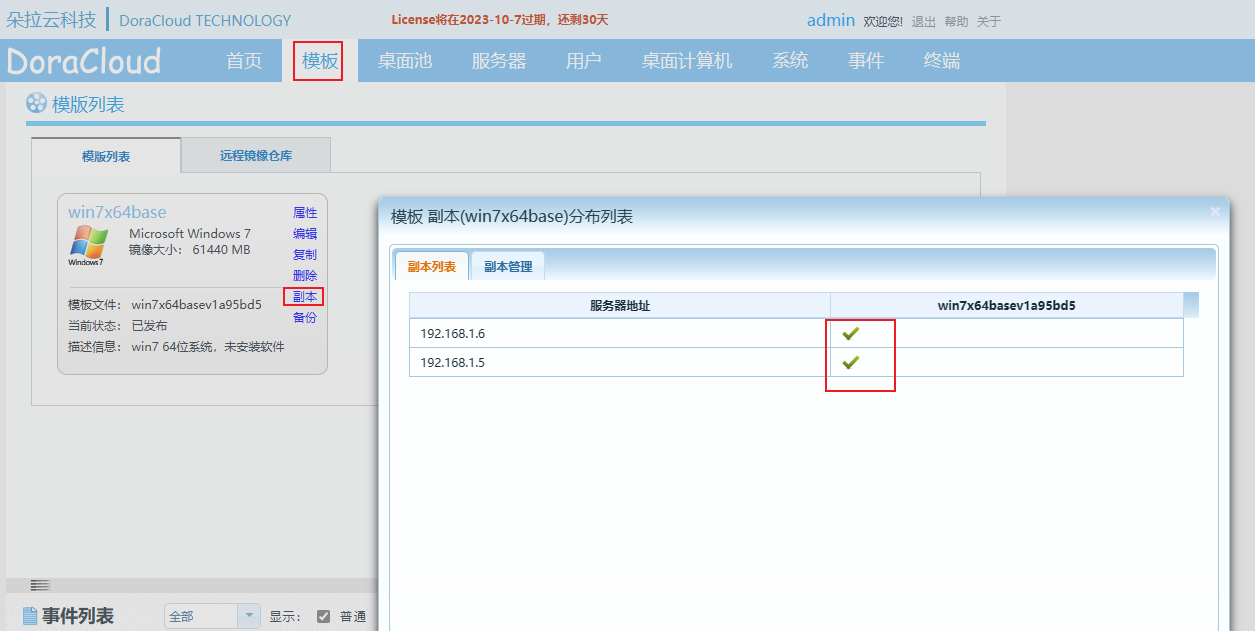 朵拉云科技 DoraCloud TECHNOLOGY License将在2023-10-7过期，还剩30天 admin 欢迎您! 退出 帮助 关于
DoraCloud 首页 模板 桌面池 服务器 用户 桌面计算机 系统 事件 终端
模版列表
模版列表 远程镜像仓库
win7x64base 属性
Microsoft Windows 7 编辑
镜像大小： 61440 MB 复制
Windows7 删除
模板文件： win7x64basev1a95bd5 副本
当前状态： 已发布 备份
描述信息： win7 64位系统，未安装软件
模板 副本(win7x64base)分布列表
副本列表 副本管理
服务器地址 win7x64basev1a95bd5
192.168.1.6
192.168.1.5
事件列表 全部 显示： 普通